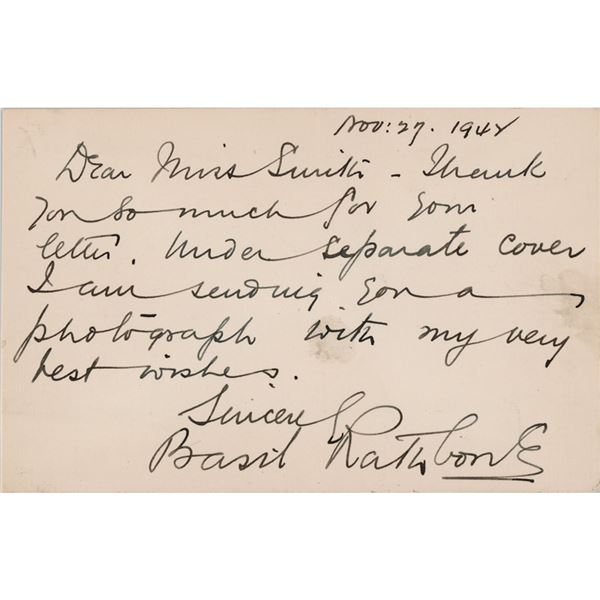 Nov: 27. 1942
Dear Miss Smith - Thank
you so much for your
letter. Under separate cover
I am sending you a
photograph with my very
best wishes.
Sincerely
Basil Rathbone